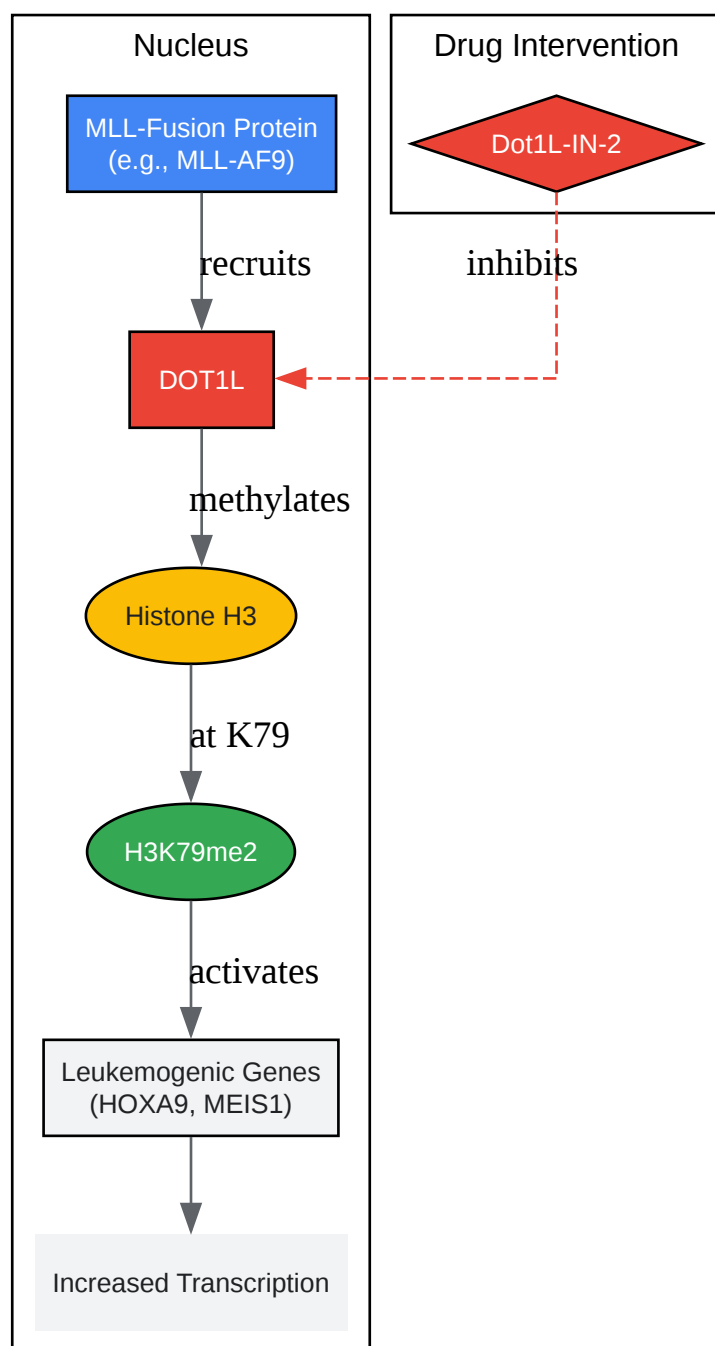 Nucleus
MLL-Fusion Protein
(e.g., MLL-AF9)
recruits
DOT1L
methylates
Histone H3
at K79
H3K79me2
activates
Leukemogenic Genes
(HOXA9, MEIS1)
Increased Transcription
Drug Intervention
Dot1L-IN-2
inhibits